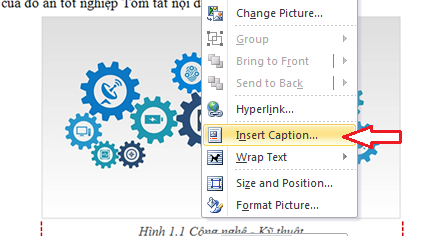 của đồ án tốt nghiệp Tóm tắt nội d
Change Picture...
Group
Bring to Front
Send to Back
Hyperlink...
Insert Caption...
Wrap Text
Size and Position...
Format Picture...
Hình 1.1 Công nghệ - Kỹ thuật